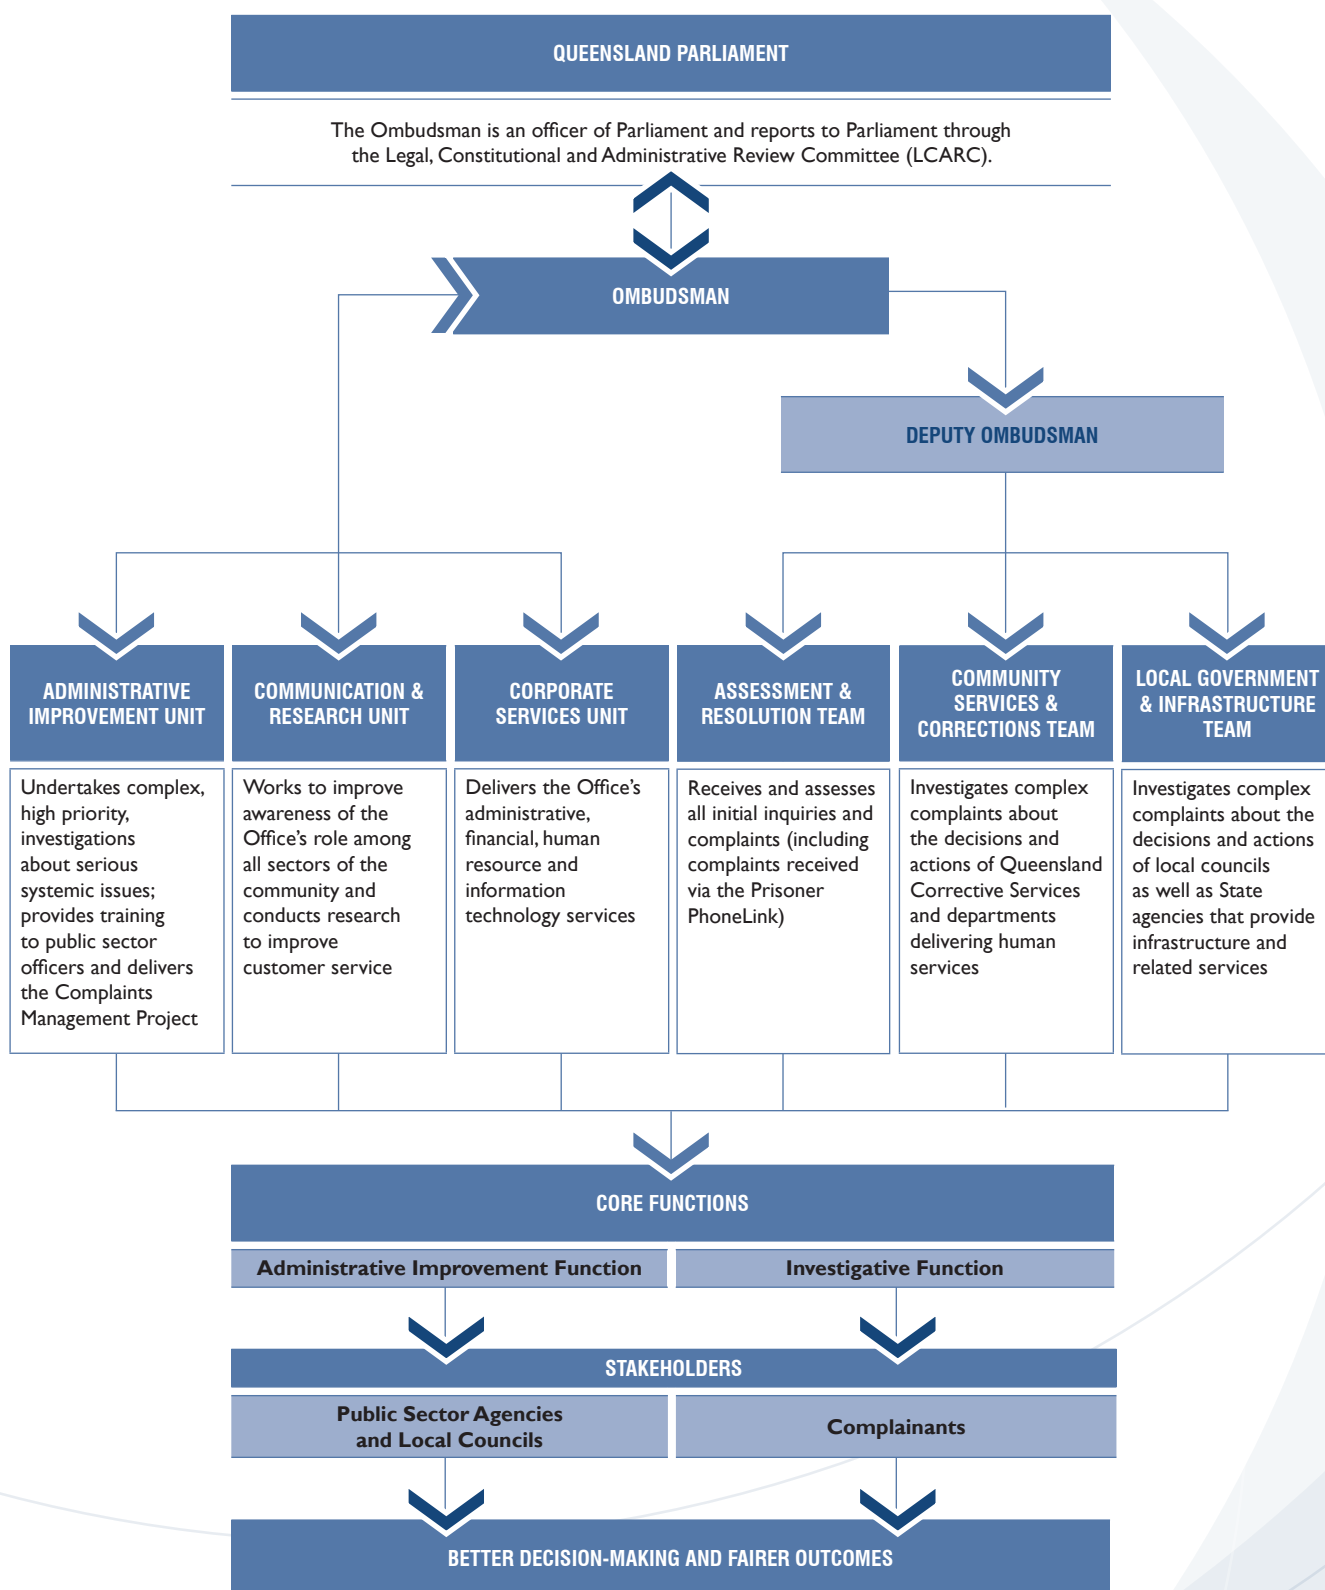 QUEENSLAND PARLIAMENT
The Ombudsman is an officer of Parliament and reports to Parliament through
the Legal, Constitutional and Administrative Review Committee (LCARC).
OMBUDSMAN
DEPUTY OMBUDSMAN
ADMINISTRATIVE
IMPROVEMENT UNIT
Undertakes complex,
high priority,
investigations
about serious
systemic issues;
provides training
to public sector
officers and delivers
the Complaints
Management Project
COMMUNICATION &
RESEARCH UNIT
Works to improve
awareness of the
Office's role among
all sectors of the
community and
conducts research
to improve
customer service
CORPORATE
SERVICES UNIT
Delivers the Office's
administrative,
financial, human
resource and
information
technology services
ASSESSMENT &
RESOLUTION TEAM
Receives and assesses
all initial inquiries and
complaints (including
complaints received
via the Prisoner
PhoneLink)
COMMUNITY
SERVICES &
CORRECTIONS TEAM
Investigates complex
complaints about
the decisions and
actions of Queensland
Corrective Services
and departments
delivering human
services
LOCAL GOVERNMENT
& INFRASTRUCTURE
TEAM
Investigates complex
complaints about the
decisions and actions
of local councils
as well as State
agencies that provide
infrastructure and
related services
CORE FUNCTIONS
Administrative Improvement Function
Investigative Function
STAKEHOLDERS
Public Sector Agencies
and Local Councils
Complainants
BETTER DECISION-MAKING AND FAIRER OUTCOMES